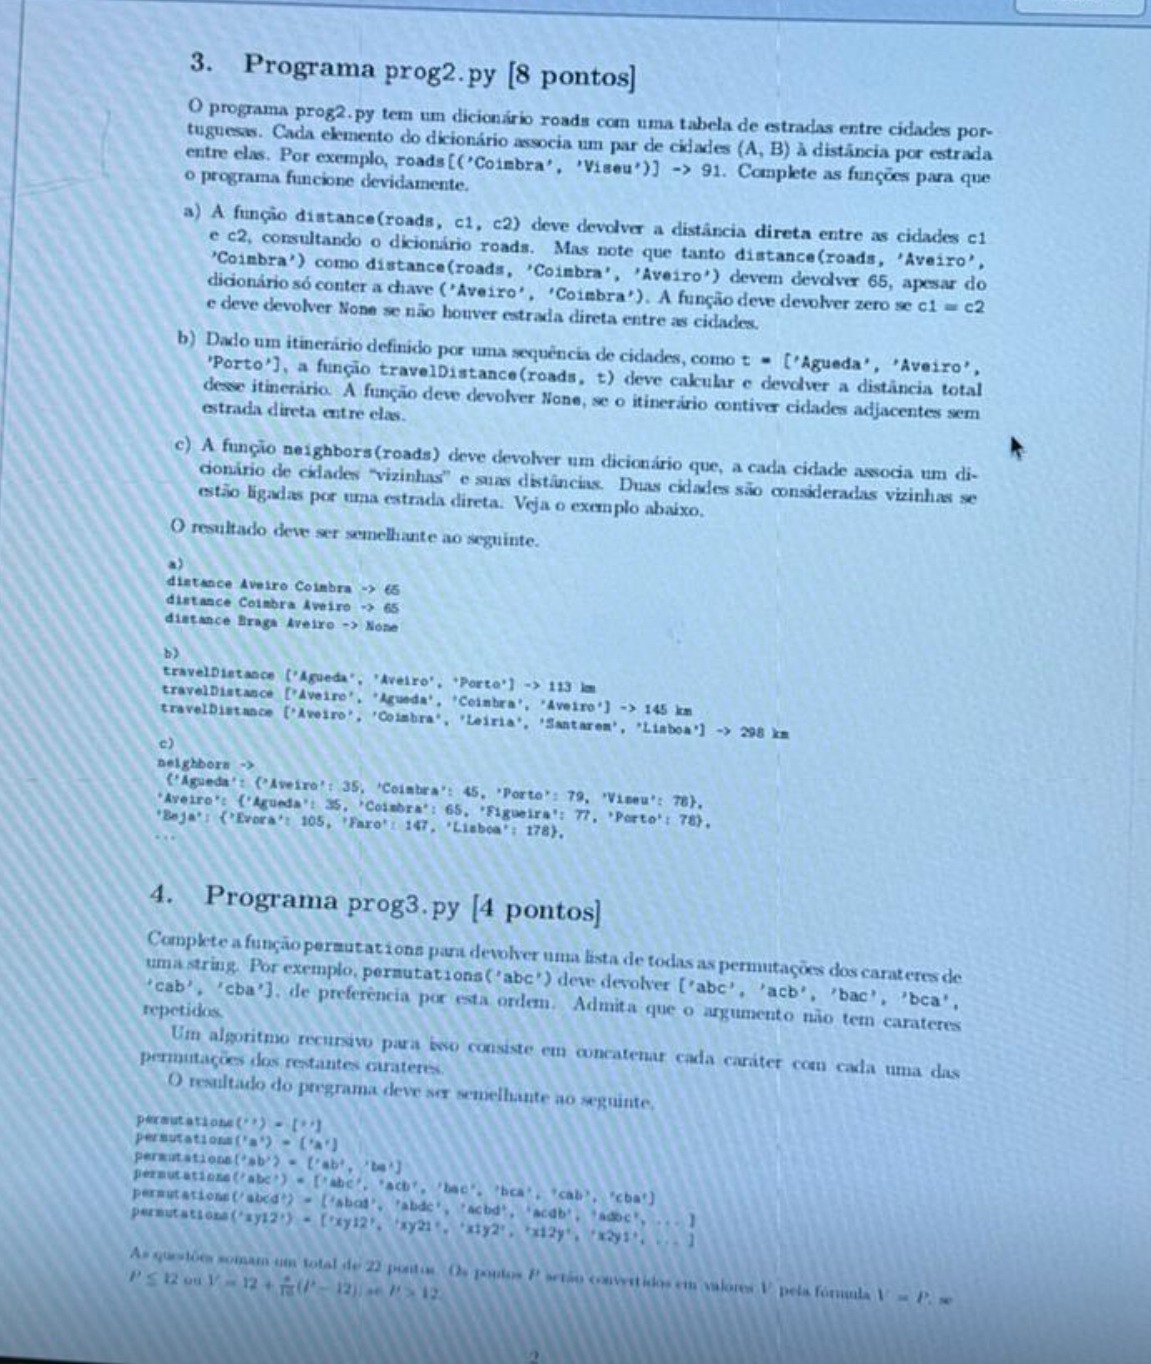 3. Programa prog2.py [8 pontos]
O programa prog2.py tem um dicionário roads com uma tabela de estradas entre cidades por-
tuguesas. Cada elemento do dicionário associa um par de cidades (A, B) à distância por estrada
entre elas. Por exemplo, roads[('Coimbra', 'Viseu')] -> 91. Complete as funções para que
o programa funcione devidamente.
a) A função distance(roads, c1, c2) deve devolver a distância direta entre as cidades c1
e c2, consultando o dicionário roads. Mas note que tanto distance(roads, 'Aveiro',
'Coimbra') como distance(roads, 'Coimbra', 'Aveiro') devem devolver 65, apesar do
dicionário só conter a chave ('Aveiro', 'Coimbra'). A função deve devolver zero se c1 = c2
e deve devolver None se não houver estrada direta entre as cidades.
b) Dado um itinerário definido por uma sequência de cidades, como t = ['Agueda', 'Aveiro',
'Porto'], a função travelDistance(roads, t) deve calcular e devolver a distância total
desse itinerário. A função deve devolver None, se o itinerário contiver cidades adjacentes sem
estrada direta entre elas.
c) A função neighbors(roads) deve devolver um dicionário que, a cada cidade associa um di-
cionário de cidades "vizinhas" e suas distâncias. Duas cidades são consideradas vizinhas se
estão ligadas por uma estrada direta. Veja o exemplo abaixo.
O resultado deve ser semelhante ao seguinte.
a)
distance Aveiro Coimbra -> 65
distance Coimbra Aveiro -> 65
distance Braga Aveiro -> None
b)
travelDistance ['Agueda', 'Aveiro', 'Porto'] -> 113 km
travelDistance ['Aveiro', 'Agueda', 'Coimbra', 'Aveiro'] -> 145 km
travelDistance ['Aveiro', 'Coimbra', 'Leiria', 'Santarem', 'Lisboa'] -> 298 km
c)
neighbors ->
{'Agueda': {'Aveiro': 35, 'Coimbra': 45, 'Porto': 79, 'Viseu': 78},
'Aveiro': {'Agueda': 35, 'Coimbra': 65, 'Figueira': 77, 'Porto': 78},
'Beja': {'Evora': 105, 'Faro': 147, 'Lisboa': 178},
...
4. Programa prog3.py [4 pontos]
Complete a função permutations para devolver uma lista de todas as permutações dos carateres de
uma string. Por exemplo, permutations('abc') deve devolver ['abc', 'acb', 'bac', 'bca',
'cab', 'cba'], de preferência por esta ordem. Admita que o argumento não tem carateres
repetidos.
Um algoritmo recursivo para isso consiste em concatenar cada caráter com cada uma das
permutações dos restantes carateres.
O resultado do programa deve ser semelhante ao seguinte.
permutations('') = ['']
permutations('a') = ['a']
permutations('ab') = ['ab', 'ba']
permutations('abc') = ['abc', 'acb', 'bac', 'bca', 'cab', 'cba']
permutations('abcd') = ['abcd', 'abdc', 'acbd', 'acdb', 'adbc', ... ]
permutations('xy12') = ['xy12', 'xy21', 'x1y2', 'x12y', 'x2y1', ... ]
As questões somam um total de 22 pontos. Os pontos P serão convertidos em valores V pela fórmula V = P, se
P ≤ 12 ou V = 12 + (P − 12), se P > 12.
2